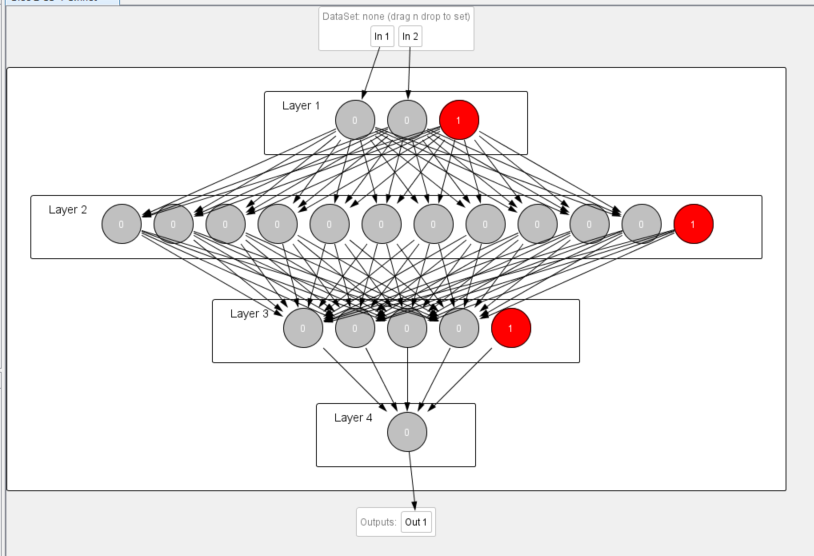 DataSet: none (drag n drop to set)
In 1 In 2
Layer 1 0 0 1
Layer 2 0 0 0 0 0 0 0 0 0 0 0 1
Layer 3 0 0 0 0 1
Layer 4 0
Outputs: Out 1